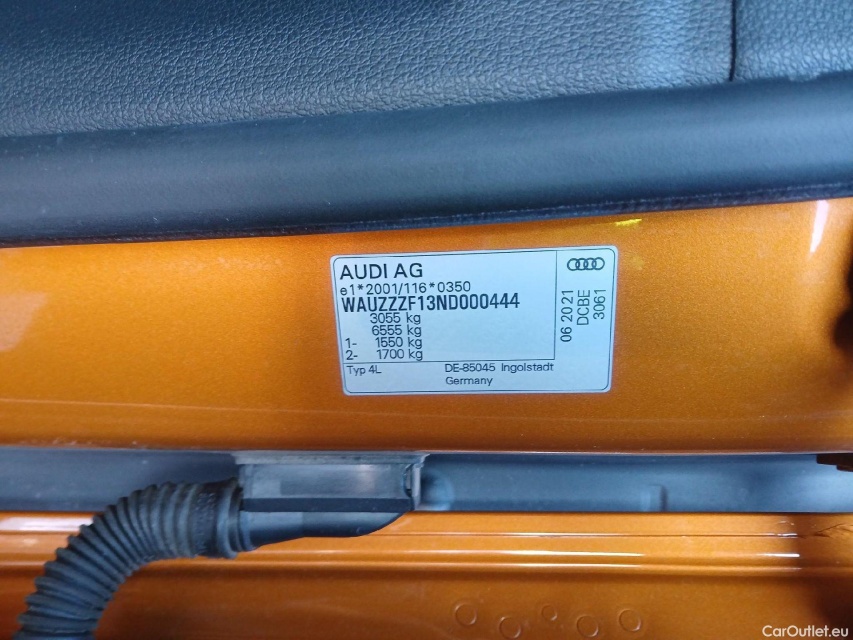 AUDI AG
e1*2001/116*0350
WAUZZZF13ND000444
3055 kg
6555 kg
1- 1550 kg
2- 1700 kg
Typ 4L
DE-85045 Ingolstadt
Germany
06 2021
DCBE
3061
CarOutlet.eu